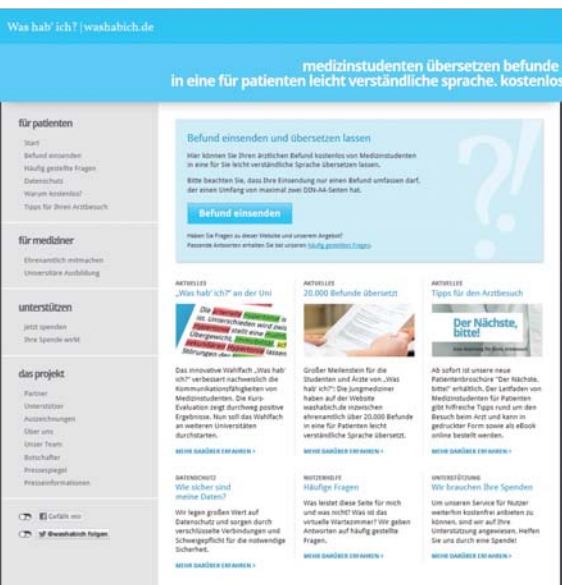 Was hab' ich? | washabich.de
medizinstudenten übersetzen befunde
in eine für patienten leicht verständliche sprache. kostenlos
für patienten
Start
Befund einsenden
Häufig gestellte Fragen
Datenschutz
Warum kostenlos?
Tipps für Ihren Arztbesuch
für mediziner
Ehrenamtlich mitmachen
Universitäre Ausbildung
unterstützen
jetzt spenden
Ihre Spende wirkt
das projekt
Partner
Unterstützer
Auszeichnungen
Über uns
Unser Team
Botschafter
Pressespiegel
Presseinformationen
Gefällt mir
@washabich folgen
Befund einsenden und übersetzen lassen
Hier können Sie Ihren ärztlichen Befund kostenlos von Medizinstudenten
in eine für Sie leicht verständliche Sprache übersetzen lassen.
Bitte beachten Sie, dass Ihre Einsendung nur einen Befund umfassen darf,
der einen Umfang von maximal zwei DIN-A4-Seiten hat.
Befund einsenden
Haben Sie Fragen zu dieser Website und unserem Angebot?
Passende Antworten erhalten Sie bei unseren häufig gestellten Fragen.
?!
AKTUELLES
„Was hab' ich?" an der Uni
Die arterielle Hypertonie
ist. Unterschieden wird zwis
Übergewicht, Immobilität,
sekundären Hypertonie lassen
Störungen der
Das innovative Wahlfach „Was hab'
ich?" verbessert nachweislich die
Kommunikationsfähigkeiten von
Medizinstudenten. Die Kurs-
Evaluation zeigt durchweg positive
Ergebnisse. Nun soll das Wahlfach
an weiteren Universitäten
durchstarten.
MEHR DARÜBER ERFAHREN >
AKTUELLES
20.000 Befunde übersetzt
Großer Meilenstein für die
Studenten und Ärzte von „Was
hab' ich?": Die Jungmediziner
haben auf der Website
washabich.de inzwischen
ehrenamtlich über 20.000 Befunde
in eine für Patienten leicht
verständliche Sprache übersetzt.
MEHR DARÜBER ERFAHREN >
AKTUELLES
Tipps für den Arztbesuch
Der Nächste,
bitte!
Ab sofort ist unsere neue
Patientenbroschüre "Der Nächste,
bitte!" erhältlich. Der Leitfaden von
Medizinstudenten für Patienten
gibt hilfreiche Tipps rund um den
Besuch beim Arzt und kann in
gedruckter Form sowie als eBook
online bestellt werden.
MEHR DARÜBER ERFAHREN >
DATENSCHUTZ
Wie sicher sind
meine Daten?
Wir legen großen Wert auf
Datenschutz und sorgen durch
verschlüsselte Verbindungen und
Schweigepflicht für die notwendige
Sicherheit.
MEHR DARÜBER ERFAHREN >
NUTZERHILFE
Häufige Fragen
Was leistet diese Seite für mich
und was nicht? Was ist das
virtuelle Wartezimmer? Wir geben
Antworten auf häufig gestellte
Fragen.
MEHR DARÜBER ERFAHREN >
UNTERSTÜTZUNG
Wir brauchen Ihre Spenden
Um unseren Service für Nutzer
weiterhin kostenfrei anbieten zu
können, sind wir auf Ihre
Unterstützung angewiesen. Helfen
Sie uns durch eine Spende!
MEHR DARÜBER ERFAHREN >